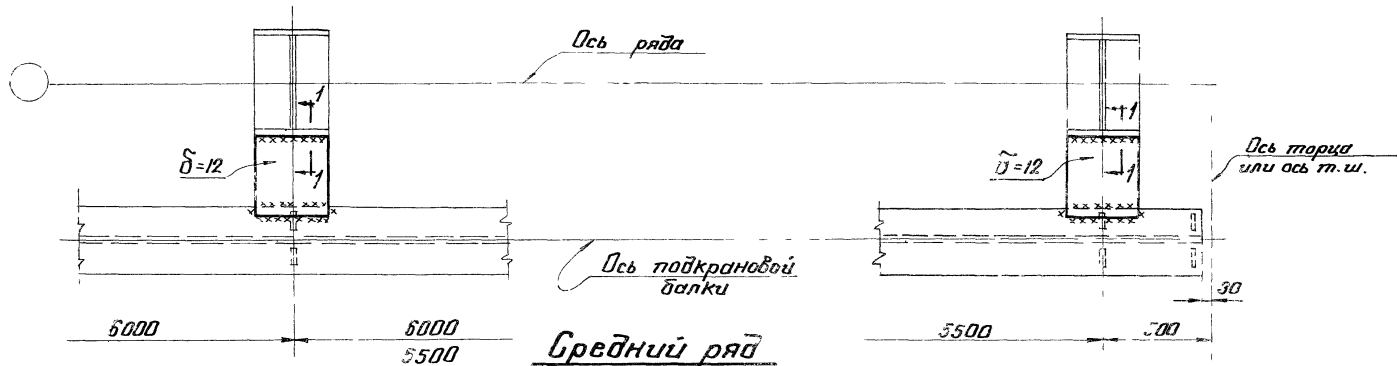 Ось ряда
1
1
δ=12
1
1
δ=12
Ось торца
или ось т.ш.
Ось подкрановой
балки
30
6000
6000
5500
5500
500
Средний ряд